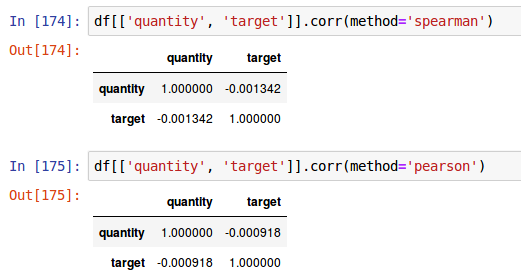 In [174]: df[['quantity', 'target']].corr(method='spearman')
Out[174]:
quantity target
quantity 1.000000 -0.001342
target -0.001342 1.000000
In [175]: df[['quantity', 'target']].corr(method='pearson')
Out[175]:
quantity target
quantity 1.000000 -0.000918
target -0.000918 1.000000